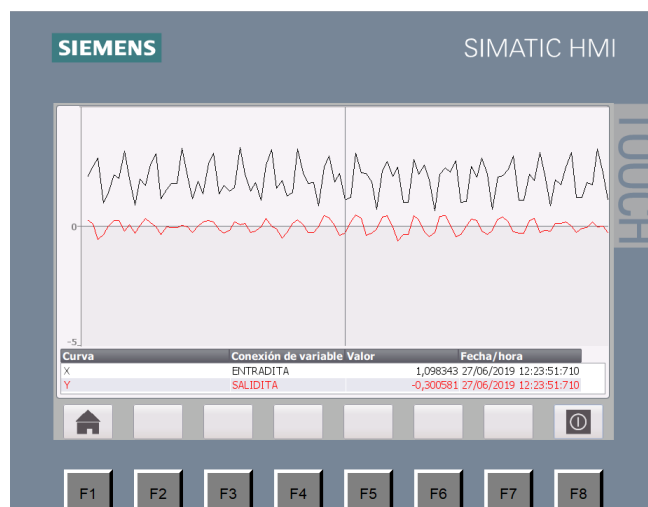 SIEMENS
SIMATIC HMI
TOUCH
0
-5
Curva Conexión de variable Valor Fecha/hora
X ENTRADITA 1,098343 27/06/2019 12:23:51:710
Y SALIDITA -0,300581 27/06/2019 12:23:51:710
F1 F2 F3 F4 F5 F6 F7 F8